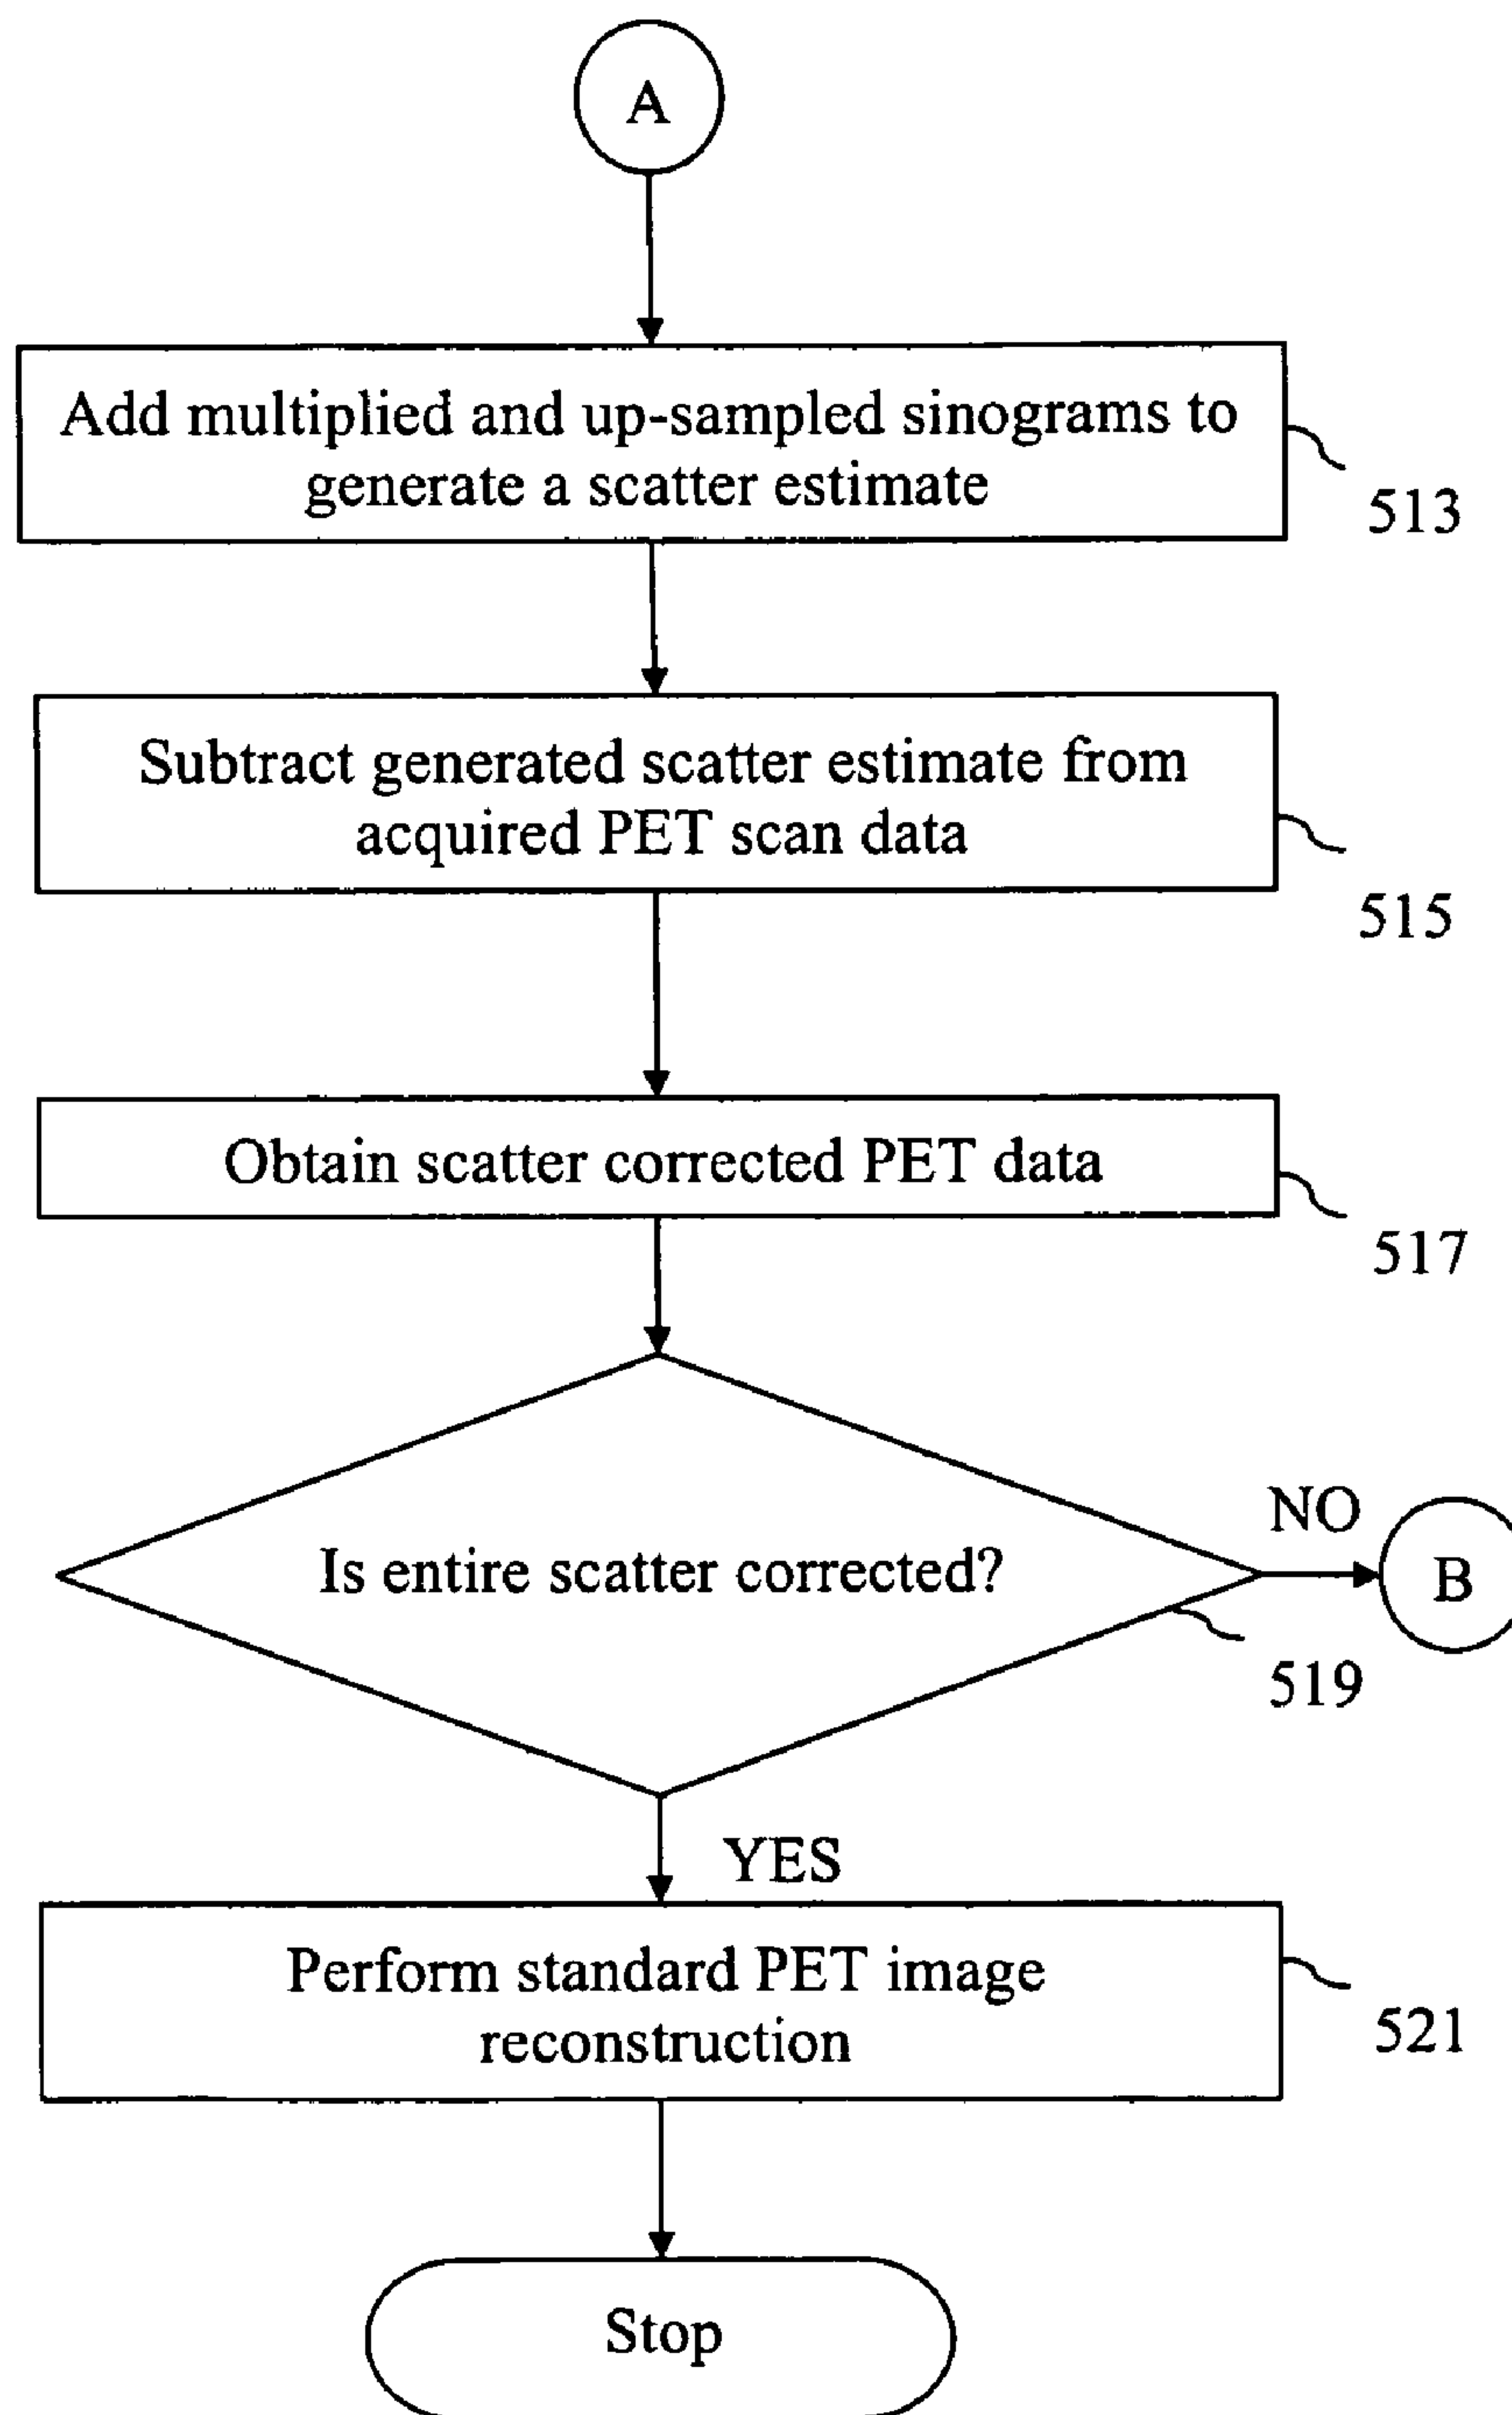 A
Add multiplied and up-sampled sinograms to
generate a scatter estimate
513
Subtract generated scatter estimate from
acquired PET scan data
515
Obtain scatter corrected PET data
517
Is entire scatter corrected?
NO
B
519
YES
Perform standard PET image
reconstruction
521
Stop